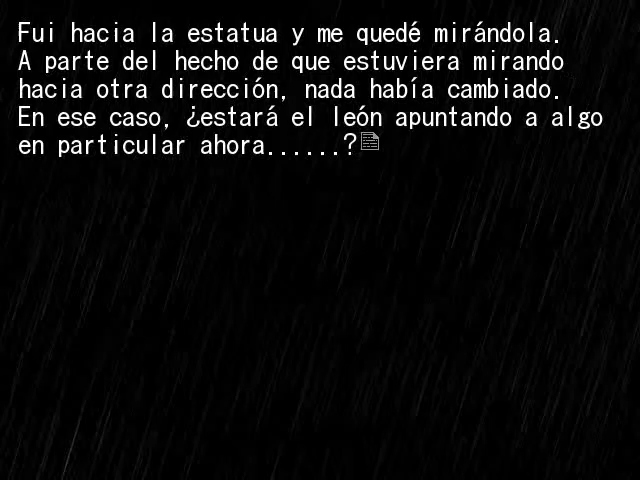 Fui hacia la estatua y me quedé mirándola.
A parte del hecho de que estuviera mirando
hacia otra dirección, nada había cambiado.
En ese caso, ¿estará el león apuntando a algo
en particular ahora......?